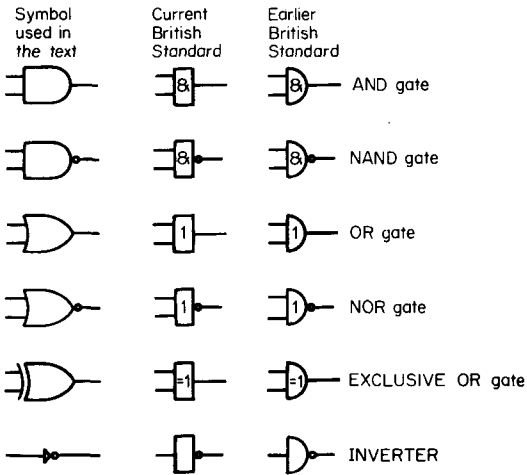 Symbol
used in
the text
Current
British
Standard
Earlier
British
Standard
& & AND gate
& & NAND gate
1 1 OR gate
1 1 NOR gate
=1 =1 EXCLUSIVE OR gate
INVERTER